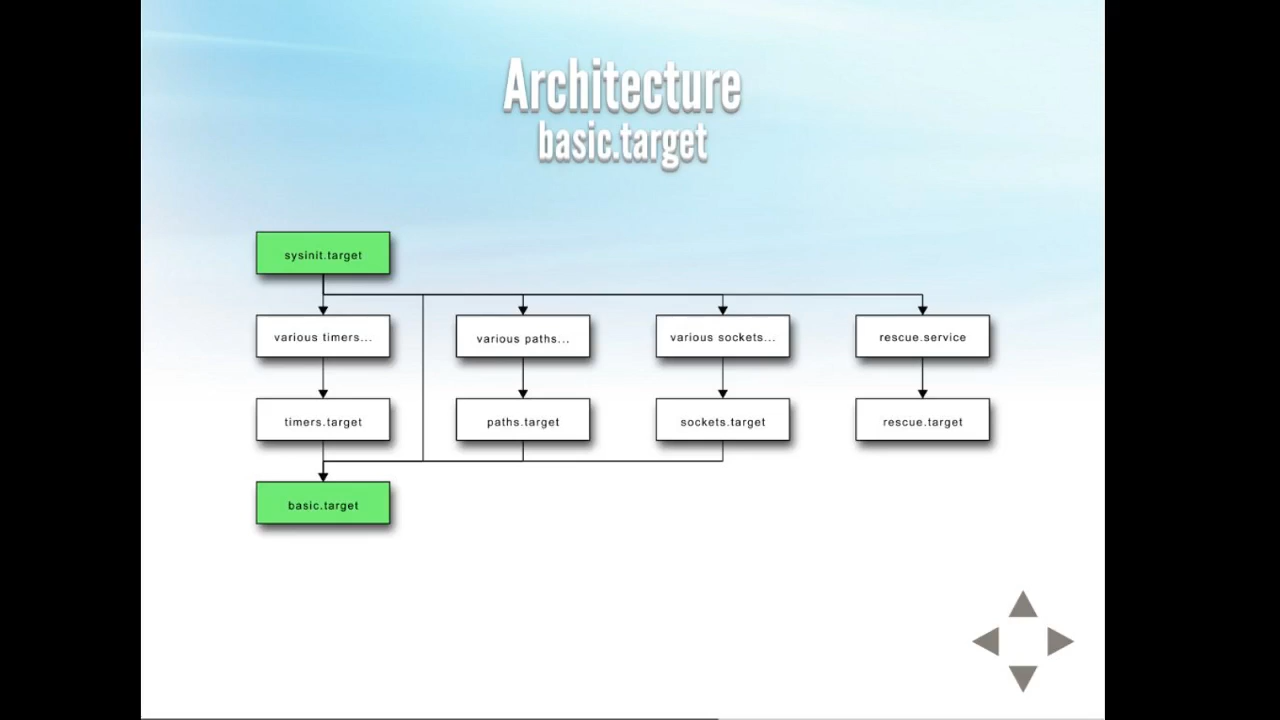 Architecture
basic.target
sysinit.target
various timers...
various paths...
various sockets...
rescue.service
timers.target
paths.target
sockets.target
rescue.target
basic.target